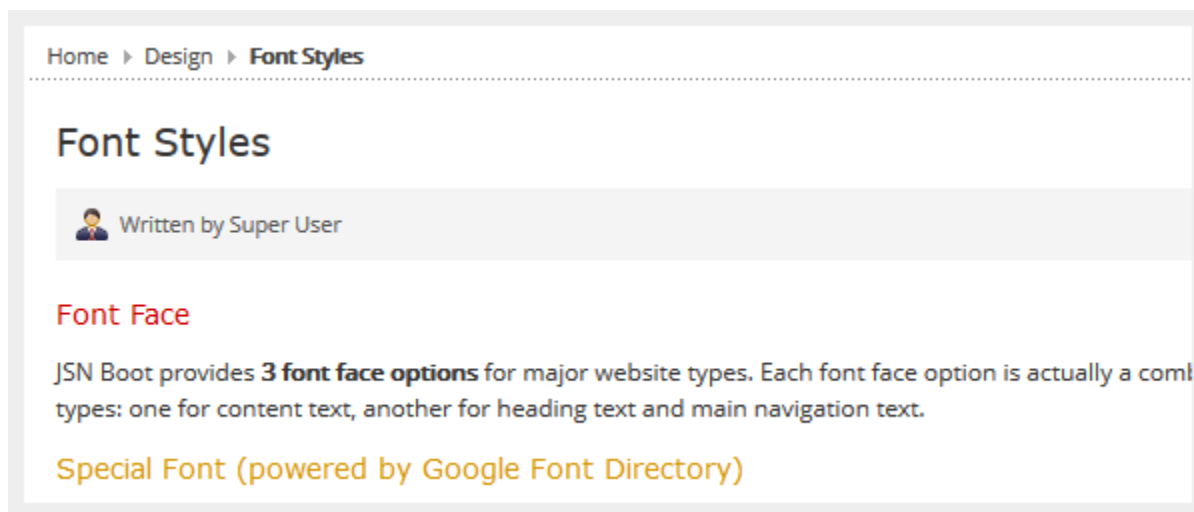 Home Design Font Styles
Font Styles
Written by Super User
Font Face
JSN Boot provides 3 font face options for major website types. Each font face option is actually a
types: one for content text, another for heading text and main navigation text.
Special Font (powered by Google Font Directory)